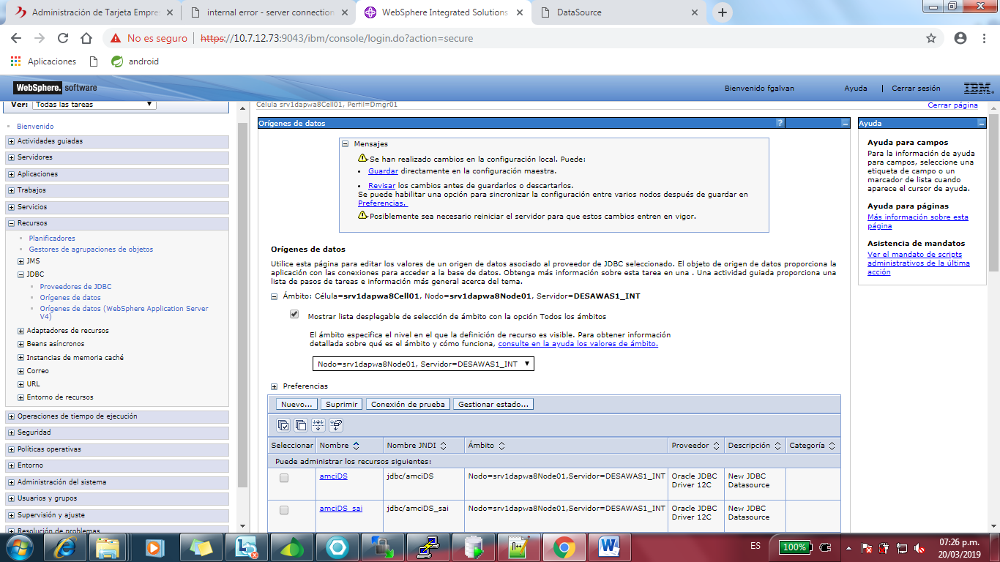 Administración de Tarjeta Empre
internal error - server connection
WebSphere Integrated Solutions
DataSource
No es seguro
https://10.7.12.73:9043/ibm/console/login.do?action=secure
Aplicaciones
android
WebSphere. software
Bienvenido fgalvan
Ayuda
Cerrar sesión
IBM.
Ver: Todas las tareas
Bienvenido
Actividades guiadas
Servidores
Aplicaciones
Trabajos
Servicios
Recursos
Planificadores
Gestores de agrupaciones de objetos
JMS
JDBC
Proveedores de JDBC
Orígenes de datos
Orígenes de datos (WebSphere Application Server
V4)
Adaptadores de recursos
Beans asíncronos
Instancias de memoria caché
Correo
URL
Entorno de recursos
Operaciones de tiempo de ejecución
Seguridad
Políticas operativas
Entorno
Administración del sistema
Usuarios y grupos
Supervisión y ajuste
Resolución de problemas
Célula srv1dapwa8Cell01, Perfil=Dmgr01
Cerrar página
Orígenes de datos
?
Mensajes
Se han realizado cambios en la configuración local. Puede:
Guardar directamente en la configuración maestra.
Revisar los cambios antes de guardarlos o descartarlos.
Se puede habilitar una opción para sincronizar la configuración entre varios nodos después de guardar en
Preferencias.
Posiblemente sea necesario reiniciar el servidor para que estos cambios entren en vigor.
Orígenes de datos
Utilice esta página para editar los valores de un origen de datos asociado al proveedor de JDBC seleccionado. El objeto de origen de datos proporciona la
aplicación con las conexiones para acceder a la base de datos. Obtenga más información sobre esta tarea en una . Una actividad guiada proporciona una
lista de pasos de tareas e información más general acerca del tema.
Ámbito: Célula=srv1dapwa8Cell01, Nodo=srv1dapwa8Node01, Servidor=DESAWAS1_INT
Mostrar lista desplegable de selección de ámbito con la opción Todos los ámbitos
El ámbito especifica el nivel en el que la definición de recurso es visible. Para obtener información
detallada sobre qué es el ámbito y cómo funciona, consulte en la ayuda los valores de ámbito.
Nodo=srv1dapwa8Node01, Servidor=DESAWAS1_INT
Preferencias
Nuevo... Suprimir Conexión de prueba Gestionar estado...
Seleccionar Nombre Nombre JNDI Ámbito Proveedor Descripción Categoría
Puede administrar los recursos siguientes:
amciDS jdbc/amciDS Nodo=srv1dapwa8Node01,Servidor=DESAWAS1_INT Oracle JDBC New JDBC
Driver 12C Datasource
amciDS_sai jdbc/amciDS_sai Nodo=srv1dapwa8Node01,Servidor=DESAWAS1_INT Oracle JDBC New JDBC
Driver 12C Datasource
Ayuda
Ayuda para campos
Para la información de ayuda
para campos, seleccione una
etiqueta de campo o un
marcador de lista cuando
aparece el cursor de ayuda.
Ayuda para páginas
Más información sobre esta
página
Asistencia de mandatos
Ver el mandato de scripts
administrativos de la última
acción
ES
100%
07:26 p.m.
20/03/2019